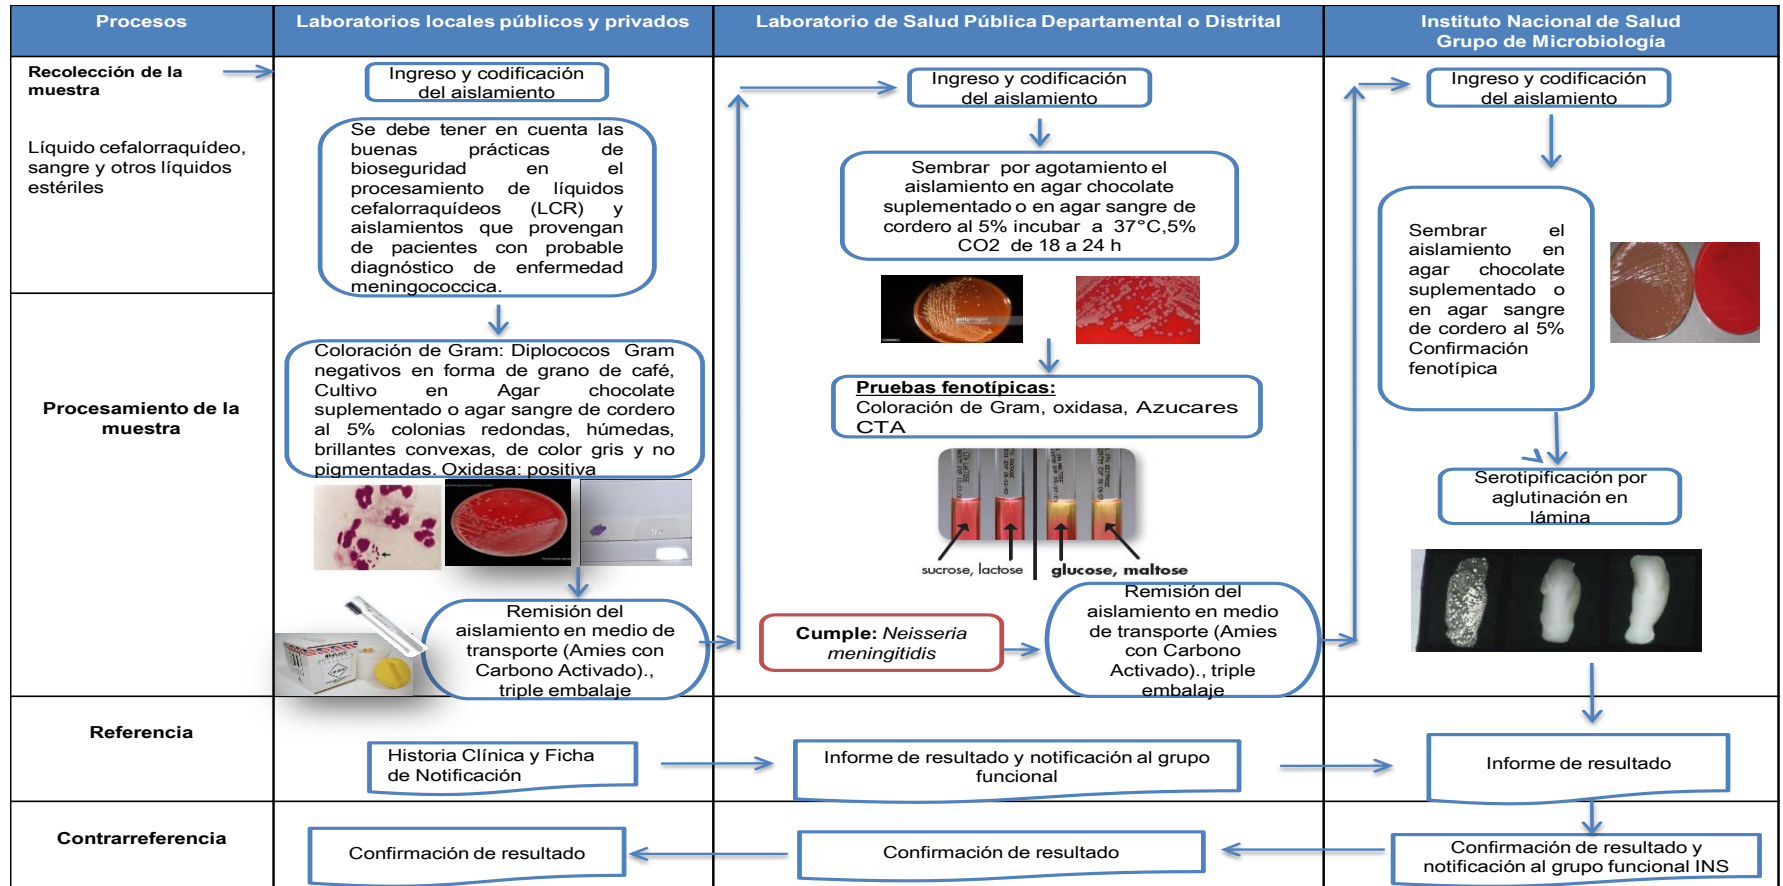 Procesos
Laboratorios locales públicos y privados
Laboratorio de Salud Pública Departamental o Distrital
Instituto Nacional de Salud
Grupo de Microbiología
Recolección de la
muestra
Líquido cefalorraquídeo,
sangre y otros líquidos
estériles
Ingreso y codificación
del aislamiento
Se debe tener en cuenta las
buenas prácticas de
bioseguridad en el
procesamiento de líquidos
cefalorraquídeos (LCR) y
aislamientos que provengan
de pacientes con probable
diagnóstico de enfermedad
meningococcica.
Ingreso y codificación
del aislamiento
Sembrar por agotamiento el
aislamiento en agar chocolate
suplementado o en agar sangre de
cordero al 5% incubar a 37°C,5%
CO2 de 18 a 24 h
Ingreso y codificación
del aislamiento
Sembrar el
aislamiento en
agar chocolate
suplementado o
en agar sangre
de cordero al 5%
Confirmación
fenotípica
Procesamiento de la
muestra
Coloración de Gram: Diplococos Gram
negativos en forma de grano de café,
Cultivo en Agar chocolate
suplementado o agar sangre de cordero
al 5% colonias redondas, húmedas,
brillantes convexas, de color gris y no
pigmentadas. Oxidasa: positiva
Pruebas fenotípicas:
Coloración de Gram, oxidasa, Azucares
CTA
sucrose, lactose
glucose, maltose
Serotipificación por
aglutinación en
lámina
Remisión del
aislamiento en medio de
transporte (Amies con
Carbono Activado).,
triple embalaje
Cumple: Neisseria
meningitidis
Remisión del
aislamiento en medio
de transporte (Amies
con Carbono
Activado)., triple
embalaje
Referencia
Historia Clínica y Ficha
de Notificación
Informe de resultado y notificación al grupo
funcional
Informe de resultado
Contrarreferencia
Confirmación de resultado
Confirmación de resultado
Confirmación de resultado y
notificación al grupo funcional INS